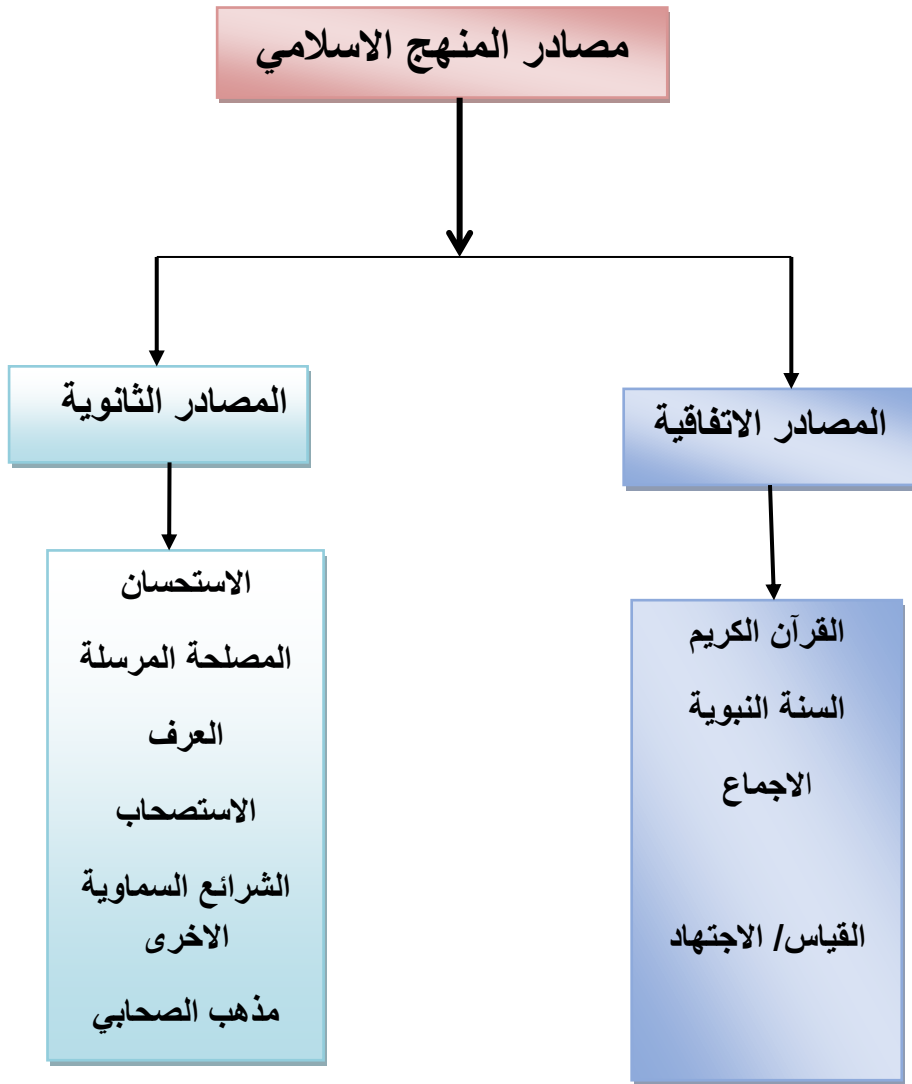 مصادر المنهج الاسلامي
المصادر الاتفاقية
القرآن الكريم
السنة النبوية
الاجماع
القياس/ الاجتهاد
المصادر الثانوية
الاستحسان
المصلحة المرسلة
العرف
الاستصحاب
الشرائع السماوية
الاخرى
مذهب الصحابي